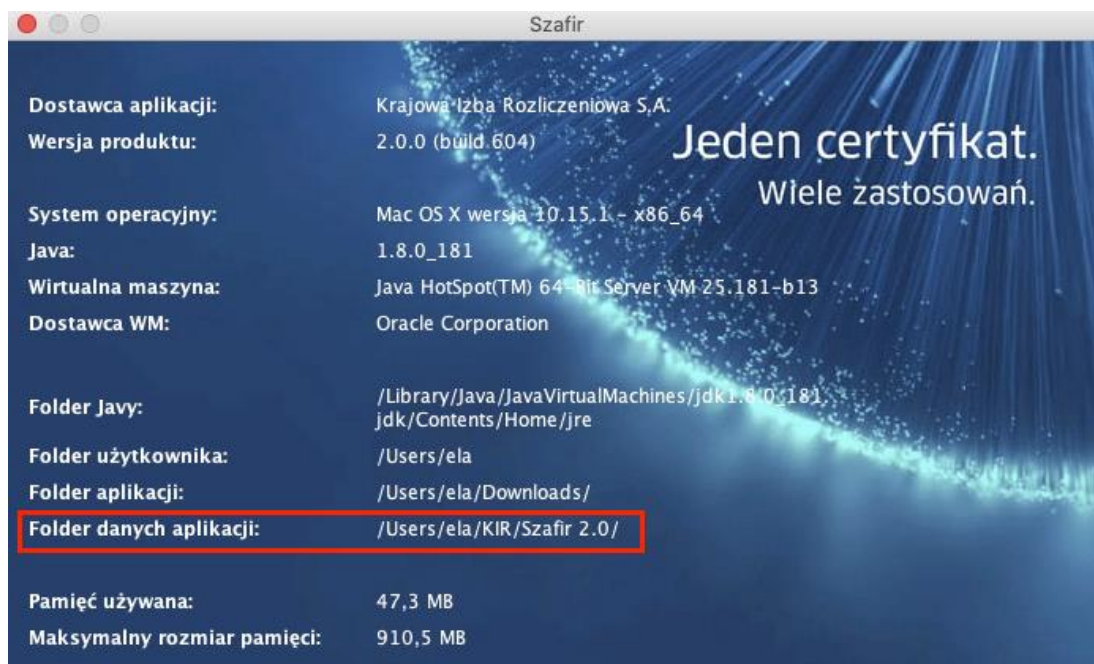 Szafir
Dostawca aplikacji: Krajowa Izba Rozliczeniowa S.A.
Wersja produktu: 2.0.0 (build 604)
Jeden certyfikat.
Wiele zastosowań.
System operacyjny: Mac OS X wersja 10.15.1 - x86_64
Java: 1.8.0_181
Wirtualna maszyna: Java HotSpot(TM) 64-Bit Server VM 25.181-b13
Dostawca WM: Oracle Corporation
Folder Javy: /Library/Java/JavaVirtualMachines/jdk1.8.0_181.
jdk/Contents/Home/jre
Folder użytkownika: /Users/ela
Folder aplikacji: /Users/ela/Downloads/
Folder danych aplikacji: /Users/ela/KIR/Szafir 2.0/
Pamięć używana: 47,3 MB
Maksymalny rozmiar pamięci: 910,5 MB